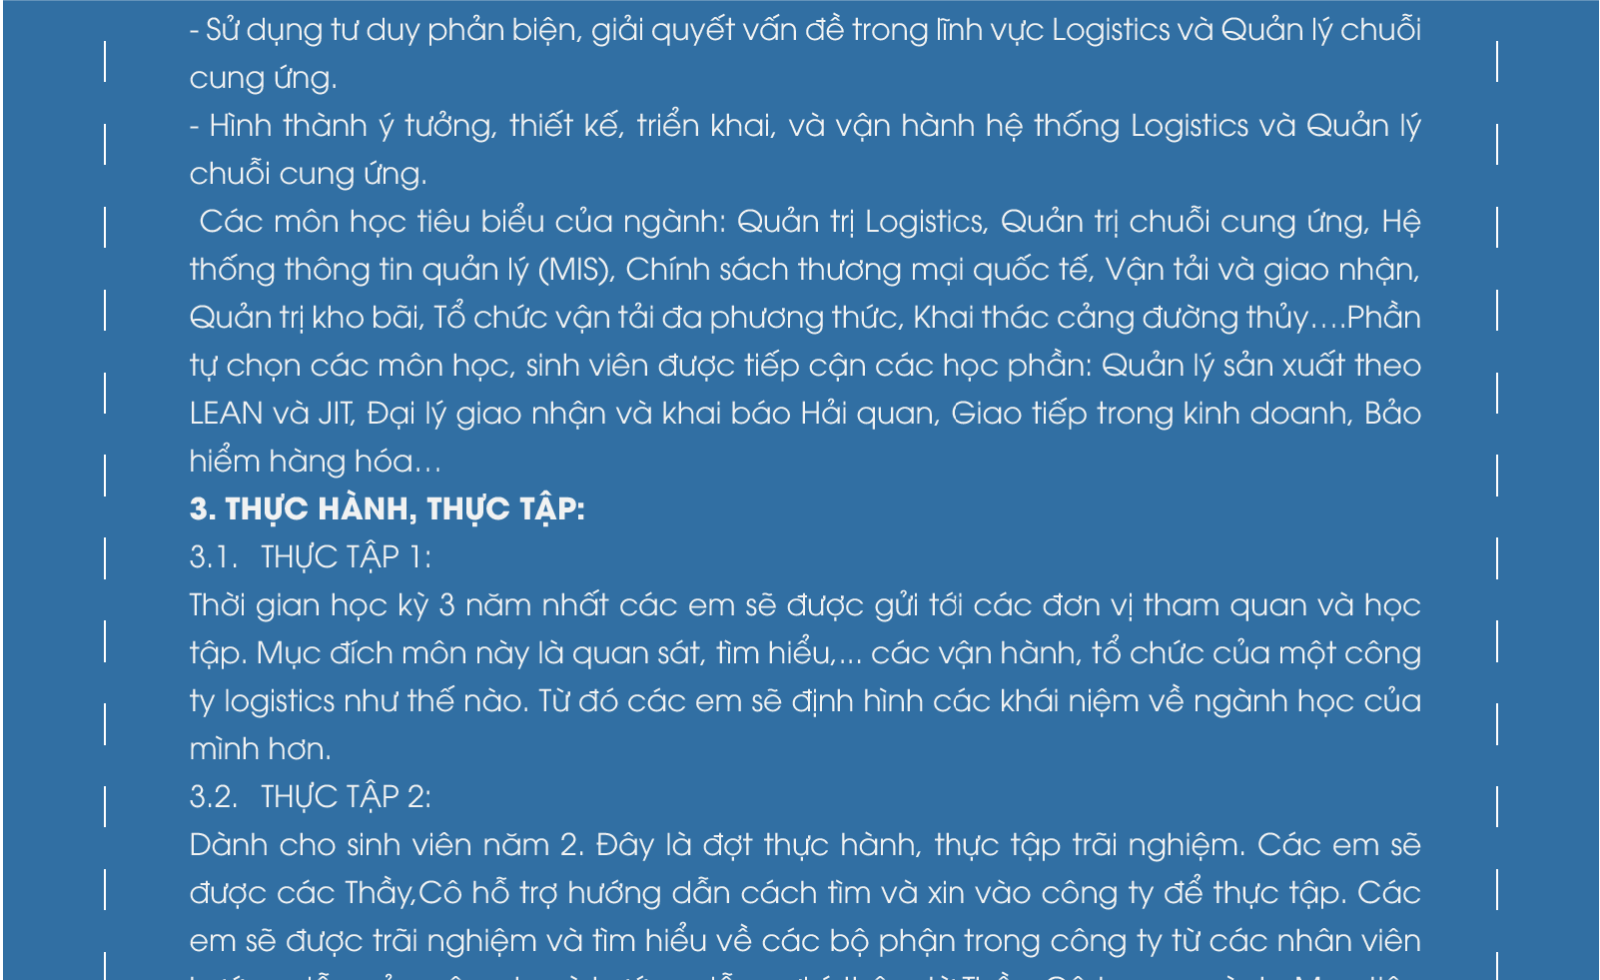 - Sử dụng tư duy phản biện, giải quyết vấn đề trong lĩnh vực Logistics và Quản lý chuỗi
cung ứng.
- Hình thành ý tưởng, thiết kế, triển khai, và vận hành hệ thống Logistics và Quản lý
chuỗi cung ứng.
Các môn học tiêu biểu của ngành: Quản trị Logistics, Quản trị chuỗi cung ứng, Hệ
thống thông tin quản lý (MIS), Chính sách thương mại quốc tế, Vận tải và giao nhận,
Quản trị kho bãi, Tổ chức vận tải đa phương thức, Khai thác cảng đường thủy….Phần
tự chọn các môn học, sinh viên được tiếp cận các học phần: Quản lý sản xuất theo
LEAN và JIT, Đại lý giao nhận và khai báo Hải quan, Giao tiếp trong kinh doanh, Bảo
hiểm hàng hóa…
3. THỰC HÀNH, THỰC TẬP:
3.1. THỰC TẬP 1:
Thời gian học kỳ 3 năm nhất các em sẽ được gửi tới các đơn vị tham quan và học
tập. Mục đích môn này là quan sát, tìm hiểu,... các vận hành, tổ chức của một công
ty logistics như thế nào. Từ đó các em sẽ định hình các khái niệm về ngành học của
mình hơn.
3.2. THỰC TẬP 2:
Dành cho sinh viên năm 2. Đây là đợt thực hành, thực tập trãi nghiệm. Các em sẽ
được các Thầy,Cô hỗ trợ hướng dẫn cách tìm và xin vào công ty để thực tập. Các
em sẽ được trãi nghiệm và tìm hiểu về các bộ phận trong công ty từ các nhân viên